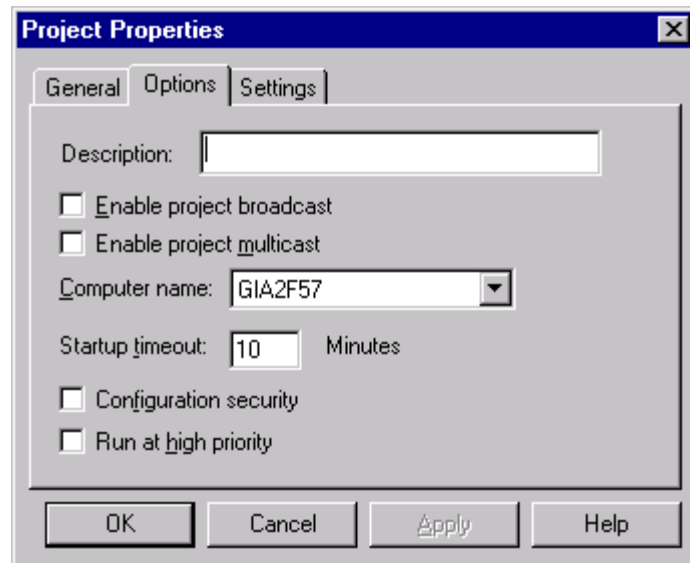 Project Properties
General Options Settings
Description:
Enable project broadcast
Enable project multicast
Computer name: GIA2F57
Startup timeout: 10 Minutes
Configuration security
Run at high priority
OK Cancel Apply Help